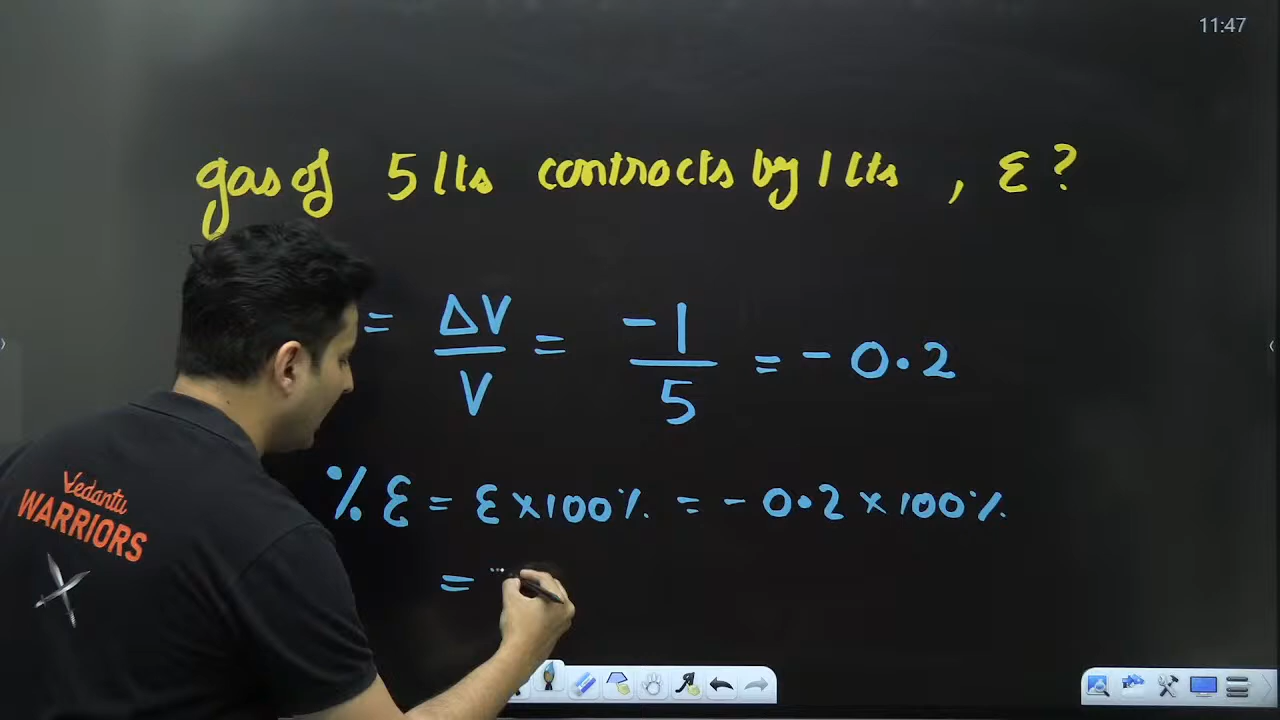 11:47
gas of 5 lts contracts by 1 lts , ε ?
= ΔV/V = -1/5 = - 0.2
% ε = ε × 100 % = - 0.2 × 100 %
=
Vedantu
WARRIORS